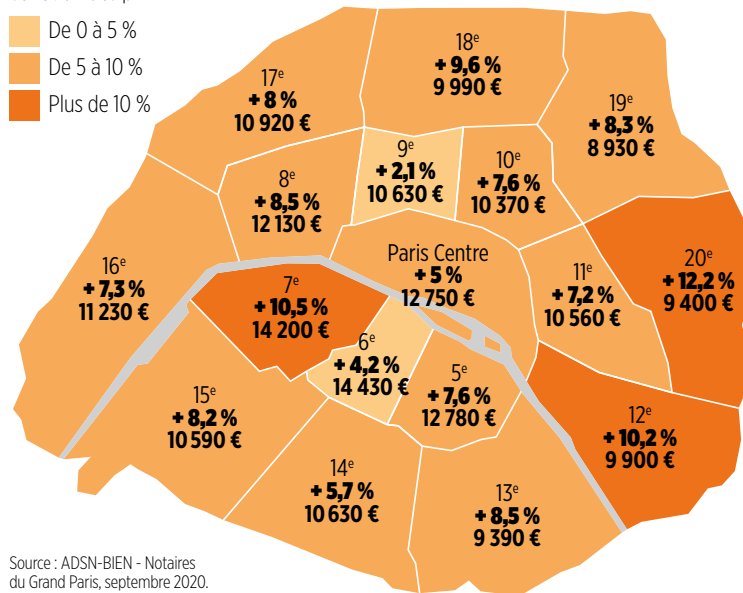 De 0 à 5 %
De 5 à 10 %
Plus de 10 %
18e
+ 9,6 %
9 990 €
17e
+ 8 %
10 920 €
19e
+ 8,3 %
8 930 €
9e
+ 2,1 %
10 630 €
10e
+ 7,6 %
10 370 €
8e
+ 8,5 %
12 130 €
Paris Centre
+ 5 %
12 750 €
16e
+ 7,3 %
11 230 €
7e
+ 10,5 %
14 200 €
11e
+ 7,2 %
10 560 €
20e
+ 12,2 %
9 400 €
6e
+ 4,2 %
14 430 €
5e
+ 7,6 %
12 780 €
15e
+ 8,2 %
10 590 €
12e
+ 10,2 %
9 900 €
14e
+ 5,7 %
10 630 €
13e
+ 8,5 %
9 390 €
Source : ADSN-BIEN - Notaires
du Grand Paris, septembre 2020.